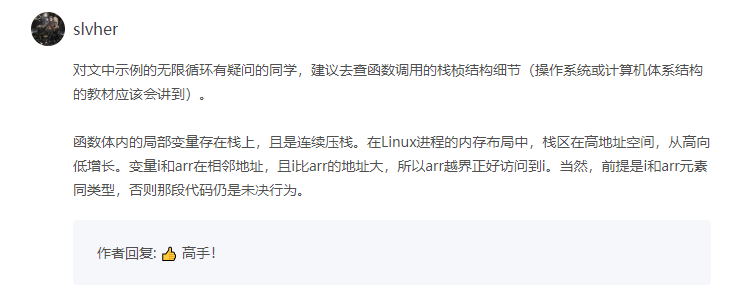 slvher
对文中示例的无限循环有疑问的同学，建议去查函数调用的栈桢结构细节（操作系统或计算机体系结构
的教材应该会讲到）。
函数体内的局部变量存在栈上，且是连续压栈。在Linux进程的内存布局中，栈区在高地址空间，从高向
低增长。变量i和arr在相邻地址，且i比arr的地址大，所以arr越界正好访问到i。当然，前提是i和arr元素
同类型，否则那段代码仍是未决行为。
作者回复: 👍 高手！